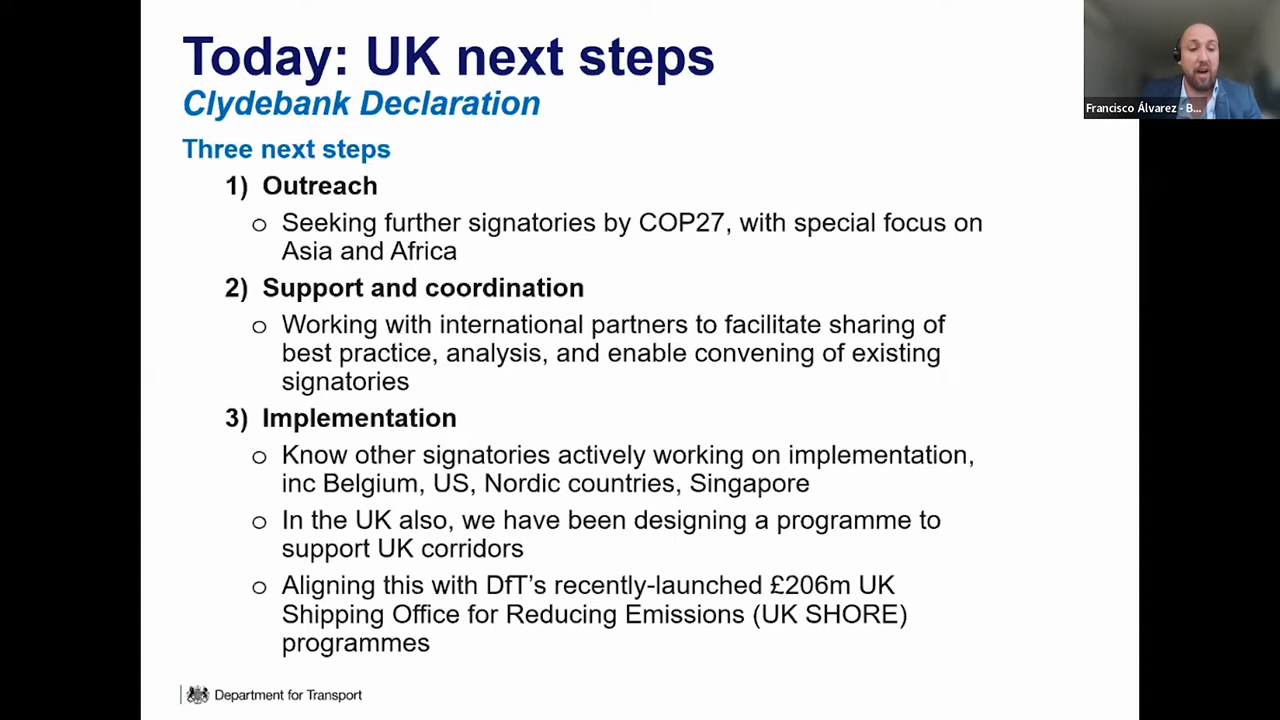 Today: UK next steps
Clydebank Declaration
Three next steps
1) Outreach
o Seeking further signatories by COP27, with special focus on
Asia and Africa
2) Support and coordination
o Working with international partners to facilitate sharing of
best practice, analysis, and enable convening of existing
signatories
3) Implementation
o Know other signatories actively working on implementation,
inc Belgium, US, Nordic countries, Singapore
o In the UK also, we have been designing a programme to
support UK corridors
o Aligning this with DfT’s recently-launched £206m UK
Shipping Office for Reducing Emissions (UK SHORE)
programmes
Department for Transport
Francisco Álvarez - B...